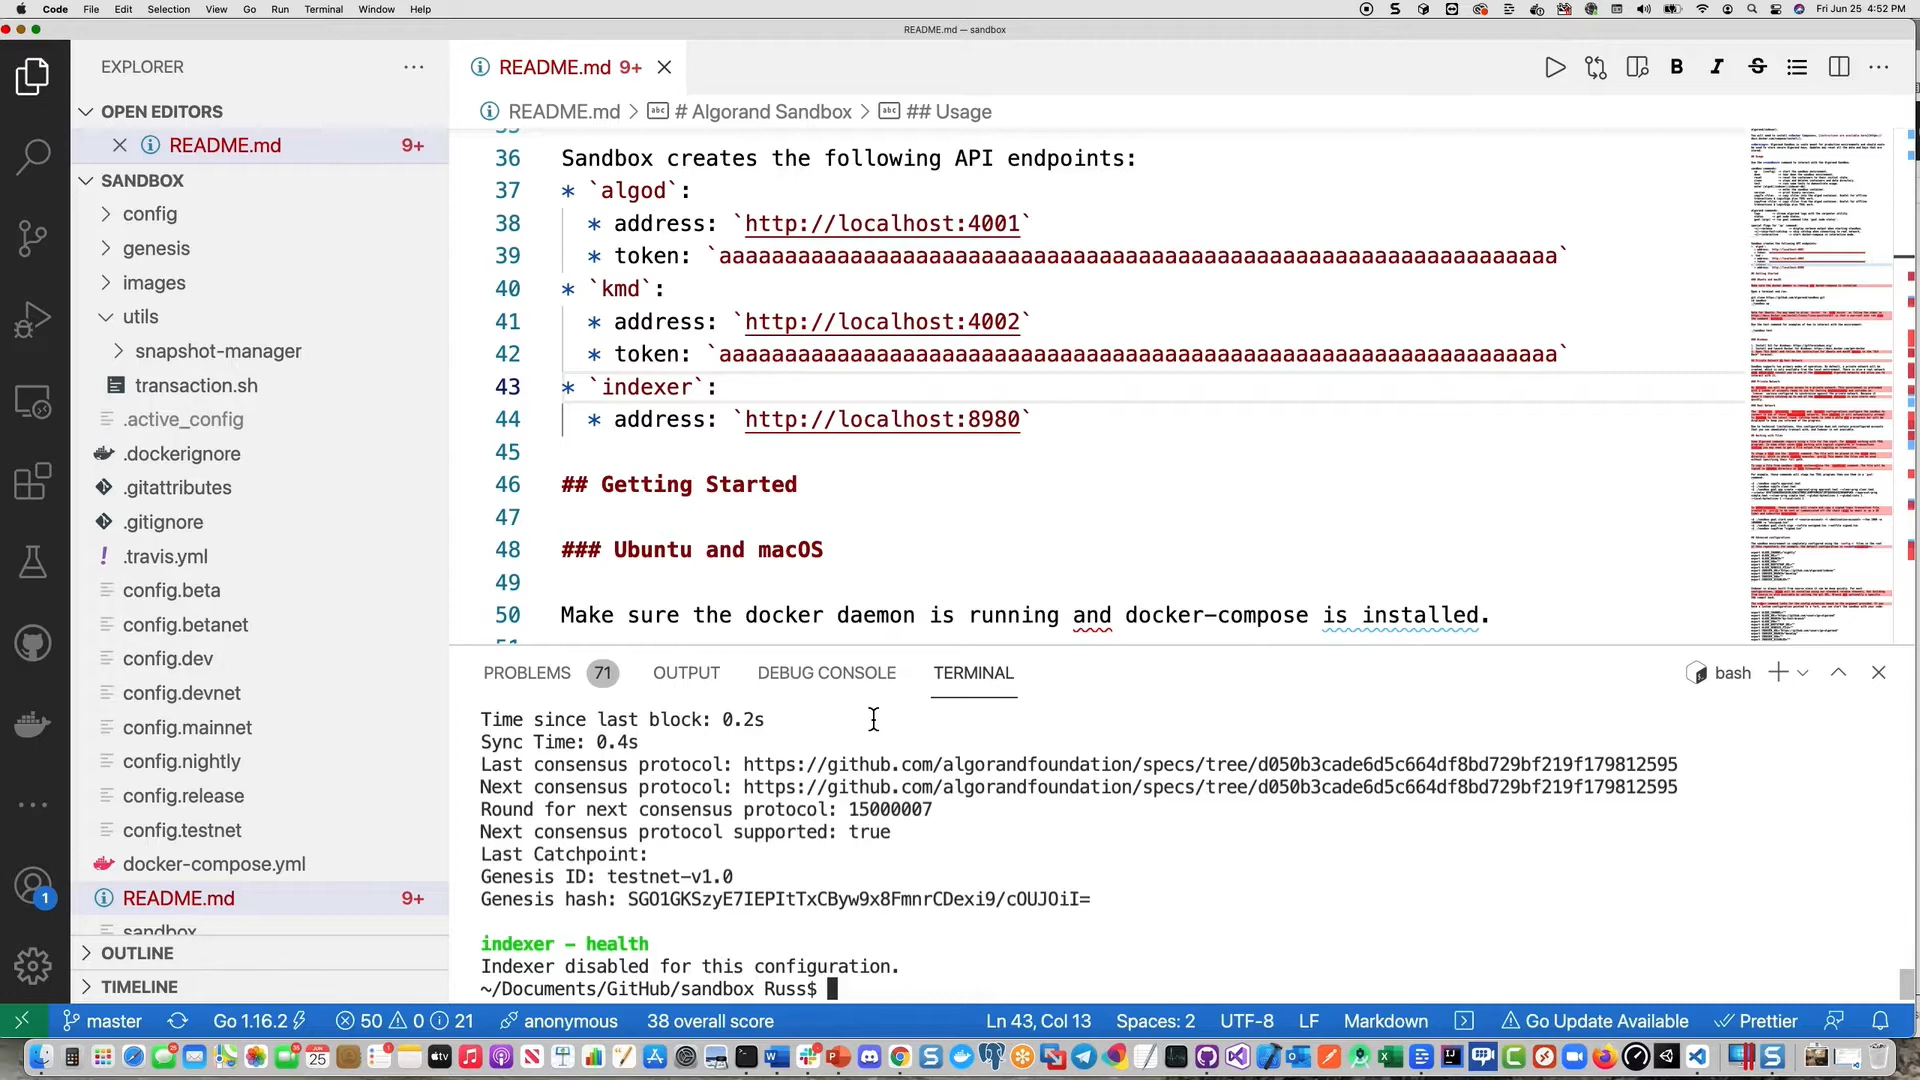 Code File Edit Selection View Go Run Terminal Window Help
Fri Jun 25 4:52 PM
README.md — sandbox
EXPLORER
OPEN EDITORS
README.md 9+
SANDBOX
config
genesis
images
utils
snapshot-manager
transaction.sh
.active_config
.dockerignore
.gitattributes
.gitignore
.travis.yml
config.beta
config.betanet
config.dev
config.devnet
config.mainnet
config.nightly
config.release
config.testnet
docker-compose.yml
README.md 9+
sandbox
OUTLINE
TIMELINE
1
README.md 9+
README.md > # Algorand Sandbox > ## Usage
36 Sandbox creates the following API endpoints:
37 * `algod`:
38 * address: `http://localhost:4001`
39 * token: `aaaaaaaaaaaaaaaaaaaaaaaaaaaaaaaaaaaaaaaaaaaaaaaaaaaaaaaaaaaaaaaa`
40 * `kmd`:
41 * address: `http://localhost:4002`
42 * token: `aaaaaaaaaaaaaaaaaaaaaaaaaaaaaaaaaaaaaaaaaaaaaaaaaaaaaaaaaaaaaaaa`
43 * `indexer`:
44 * address: `http://localhost:8980`
45
46 ## Getting Started
47
48 ### Ubuntu and macOS
49
50 Make sure the docker daemon is running and docker-compose is installed.
PROBLEMS 71 OUTPUT DEBUG CONSOLE TERMINAL
bash
Time since last block: 0.2s
Sync Time: 0.4s
Last consensus protocol: https://github.com/algorandfoundation/specs/tree/d050b3cade6d5c664df8bd729bf219f179812595
Next consensus protocol: https://github.com/algorandfoundation/specs/tree/d050b3cade6d5c664df8bd729bf219f179812595
Round for next consensus protocol: 15000007
Next consensus protocol supported: true
Last Catchpoint:
Genesis ID: testnet-v1.0
Genesis hash: SGO1GKSzyE7IEPItTxCByw9x8FmnrCDexi9/cOUJOiI=
indexer - health
Indexer disabled for this configuration.
~/Documents/GitHub/sandbox Russ$
master Go 1.16.2 50 0 21 anonymous 38 overall score
Ln 43, Col 13 Spaces: 2 UTF-8 LF Markdown Go Update Available Prettier